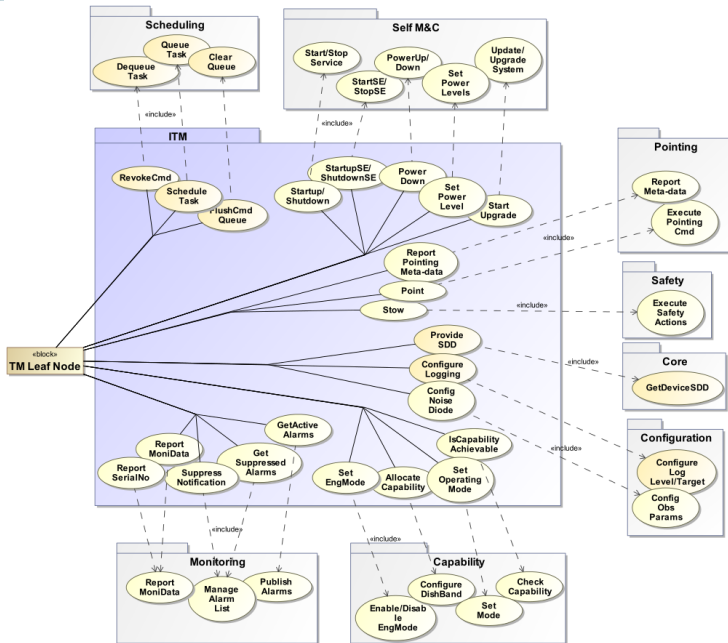 Scheduling
Queue
Task
Clear
Queue
Dequeue
Task
Self M&C
Start/Stop
Service
StartSE/
StopSE
PowerUp/
Down
Set
Power
Levels
Update/
Upgrade
System
«include»
«include»
ITM
RevokeCmd
Schedule
Task
FlushCmd
Queue
Startup/
Shutdown
StartupSE/
ShutdownSE
Power
Down
Set
Power
Level
Start
Upgrade
Pointing
Report
Meta-data
Execute
Pointing
Cmd
«include»
Report
Pointing
Meta-data
Point
Stow
«include»
Safety
Execute
Safety
Actions
«block»
TM Leaf Node
Provide
SDD
Configure
Logging
Config
Noise
Diode
«include»
Core
GetDeviceSDD
Configuration
Configure
Log
Level/Target
Config
Obs
Params
«include»
GetActive
Alarms
Report
MoniData
Report
SerialNo
Suppress
Notification
Get
Suppressed
Alarms
IsCapability
Achievable
Set
EngMode
Allocate
Capability
Set
Operating
Mode
«include»
«include»
Monitoring
Report
MoniData
Manage
Alarm
List
Publish
Alarms
Capability
Enable/Disab
le
EngMode
Configure
DishBand
Set
Mode
Check
Capability